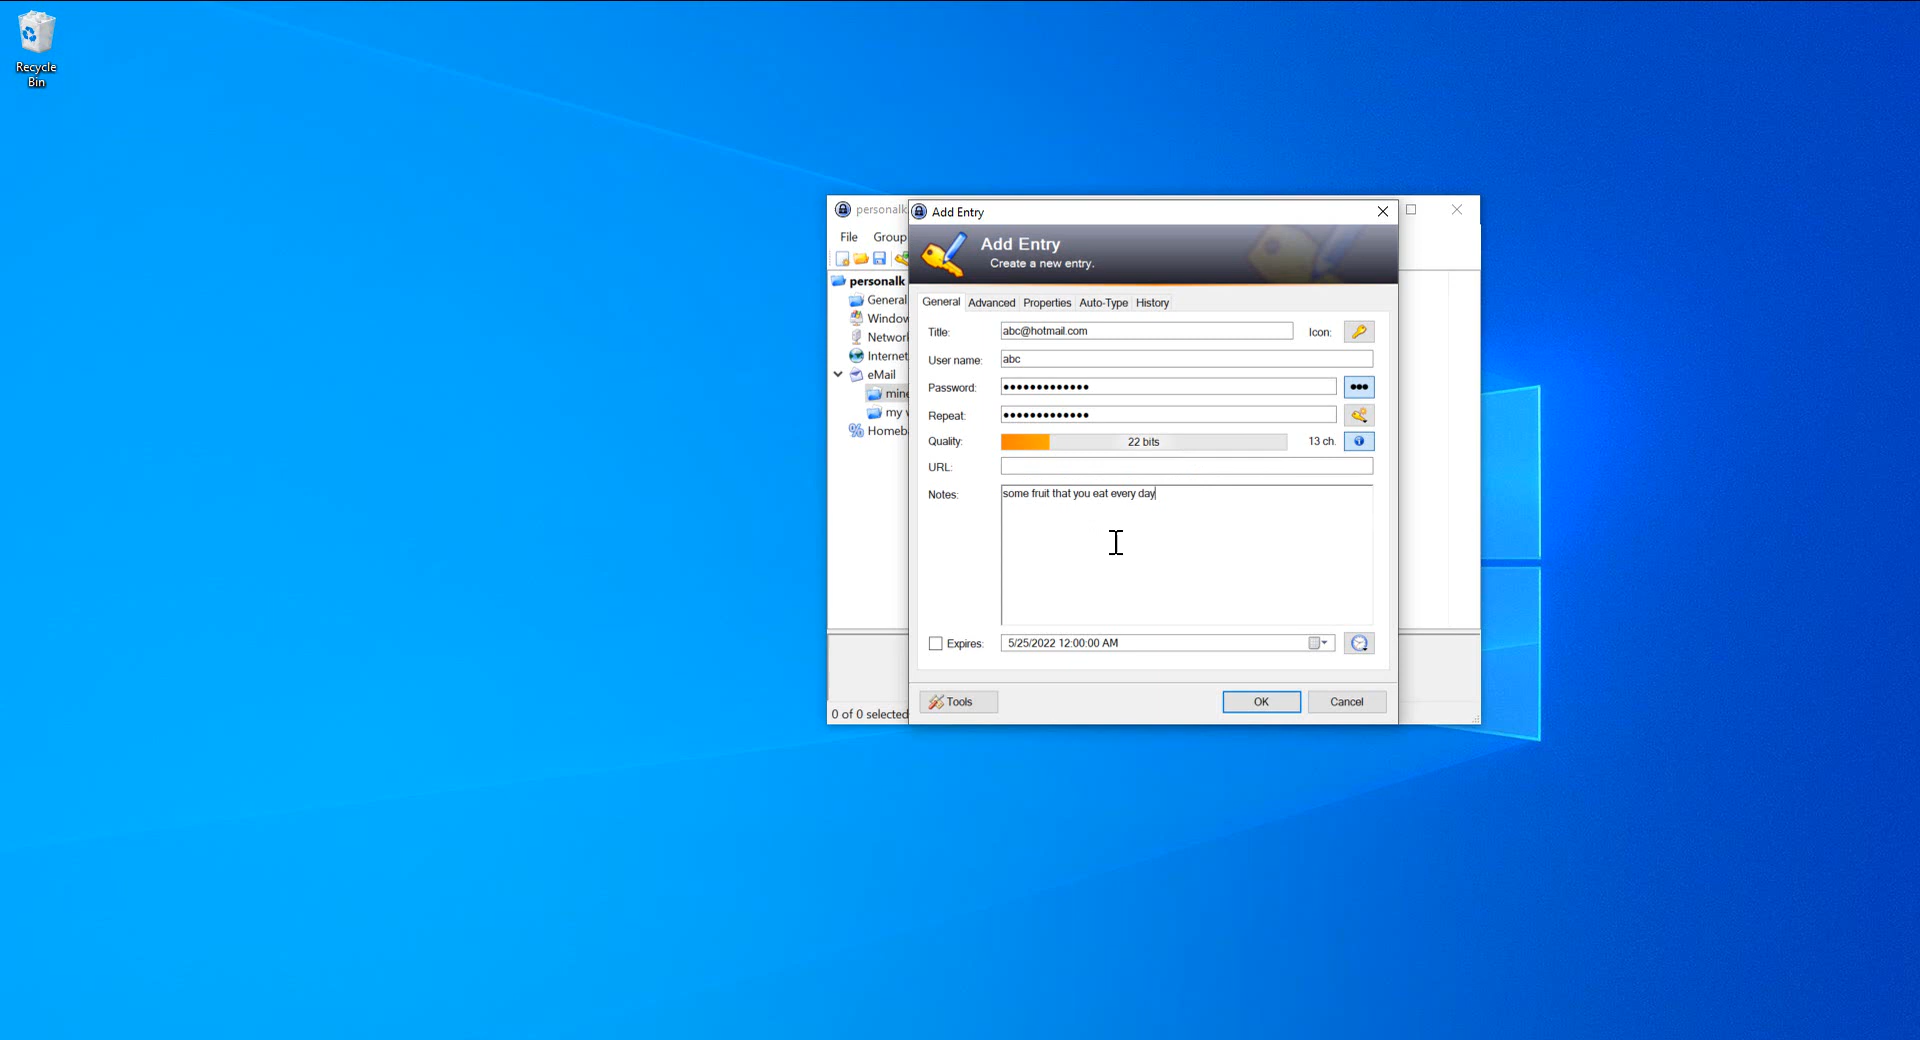 Recycle
Bin
personalk
File Group
personalk
General
Window
Network
Internet
eMail
mine
my
Homeb
0 of 0 selected
Add Entry
Add Entry
Create a new entry.
General Advanced Properties Auto-Type History
Title: abc@hotmail.com Icon:
User name: abc
Password: •••••••••••••
Repeat: •••••••••••••
Quality: 22 bits 13 ch.
URL:
Notes: some fruit that you eat every day
Expires: 5/25/2022 12:00:00 AM
Tools OK Cancel